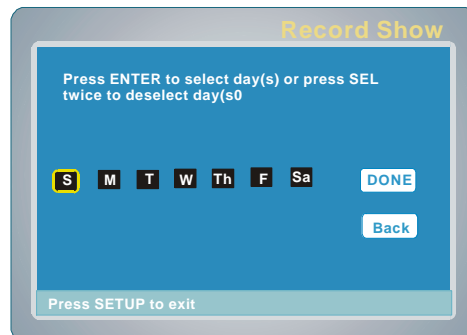 Record Show
Press ENTER to select day(s) or press SEL
twice to deselect day(s0
S M T W Th F Sa DONE
Back
Press SETUP to exit